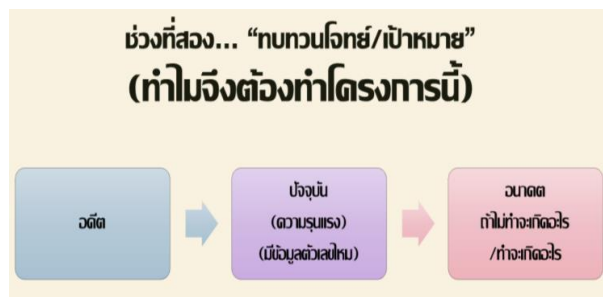 ช่วงที่สอง... “ทบทวนโจทย์/เป้าหมาย”
(ทำไมจึงต้องทำโครงการนี้)
อดีต
ปัจจุบัน
(ความรุนแรง)
(มีข้อมูลตัวเลขไหม)
อนาคต
ถ้าไม่ทำจะเกิดอะไร
/ทำจะเกิดอะไร